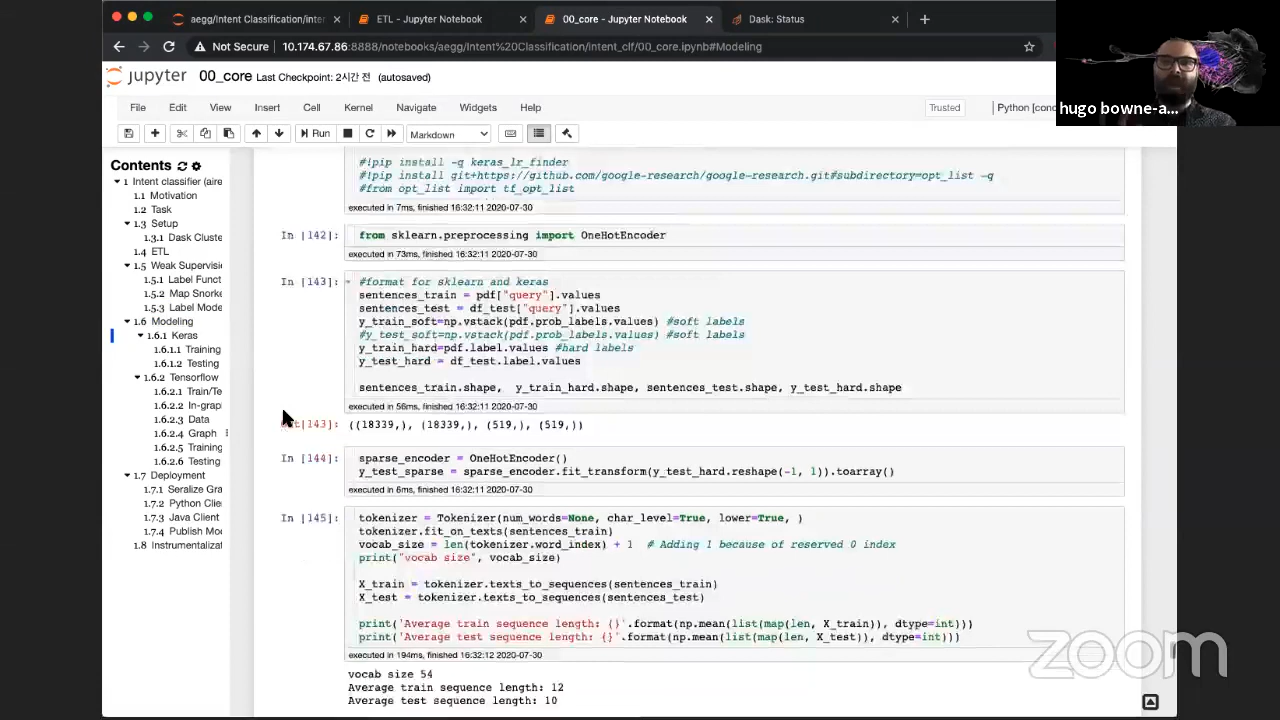 aegg/Intent Classification/inter
ETL - Jupyter Notebook
00_core - Jupyter Notebook
Dask: Status
Not Secure
10.174.67.86:8888/notebooks/aegg/Intent%20Classification/intent_clf/00_core.ipynb#Modeling
hugo bowne-a...
jupyter
00_core
Last Checkpoint: 2시간 전 (autosaved)
File
Edit
View
Insert
Cell
Kernel
Navigate
Widgets
Help
Trusted
Python [conc
Run
Markdown
Contents
1 Intent classifier (aire
1.1 Motivation
1.2 Task
1.3 Setup
1.3.1 Dask Cluste
1.4 ETL
1.5 Weak Supervisi
1.5.1 Label Funct
1.5.2 Map Snorke
1.5.3 Label Mode
1.6 Modeling
1.6.1 Keras
1.6.1.1 Training
1.6.1.2 Testing
1.6.2 Tensorflow
1.6.2.1 Train/Te
1.6.2.2 In-grap
1.6.2.3 Data
1.6.2.4 Graph
1.6.2.5 Training
1.6.2.6 Testing
1.7 Deployment
1.7.1 Seralize Gra
1.7.2 Python Clie
1.7.3 Java Client
1.7.4 Publish Mod
1.8 Instrumentalizat
#!pip install -q keras_lr_finder
#!pip install git+https://github.com/google-research/google-research.git#subdirectory=opt_list -q
#from opt_list import tf_opt_list
executed in 7ms, finished 16:32:11 2020-07-30
In [142]: from sklearn.preprocessing import OneHotEncoder
executed in 73ms, finished 16:32:11 2020-07-30
In [143]: #format for sklearn and keras
sentences_train = pdf["query"].values
sentences_test = df_test["query"].values
y_train_soft=np.vstack(pdf.prob_labels.values) #soft labels
#y_test_soft=np.vstack(pdf.prob_labels.values) #soft labels
y_train_hard=pdf.label.values #hard labels
y_test_hard = df_test.label.values
sentences_train.shape, y_train_hard.shape, sentences_test.shape, y_test_hard.shape
executed in 56ms, finished 16:32:11 2020-07-30
[143]: ((18339,), (18339,), (519,), (519,))
In [144]: sparse_encoder = OneHotEncoder()
y_test_sparse = sparse_encoder.fit_transform(y_test_hard.reshape(-1, 1)).toarray()
executed in 6ms, finished 16:32:11 2020-07-30
In [145]: tokenizer = Tokenizer(num_words=None, char_level=True, lower=True, )
tokenizer.fit_on_texts(sentences_train)
vocab_size = len(tokenizer.word_index) + 1 # Adding 1 because of reserved 0 index
print("vocab size", vocab_size)
X_train = tokenizer.texts_to_sequences(sentences_train)
X_test = tokenizer.texts_to_sequences(sentences_test)
print('Average train sequence length: {}'.format(np.mean(list(map(len, X_train)), dtype=int)))
print('Average test sequence length: {}'.format(np.mean(list(map(len, X_test)), dtype=int)))
executed in 194ms, finished 16:32:12 2020-07-30
vocab size 54
Average train sequence length: 12
Average test sequence length: 10
zoom